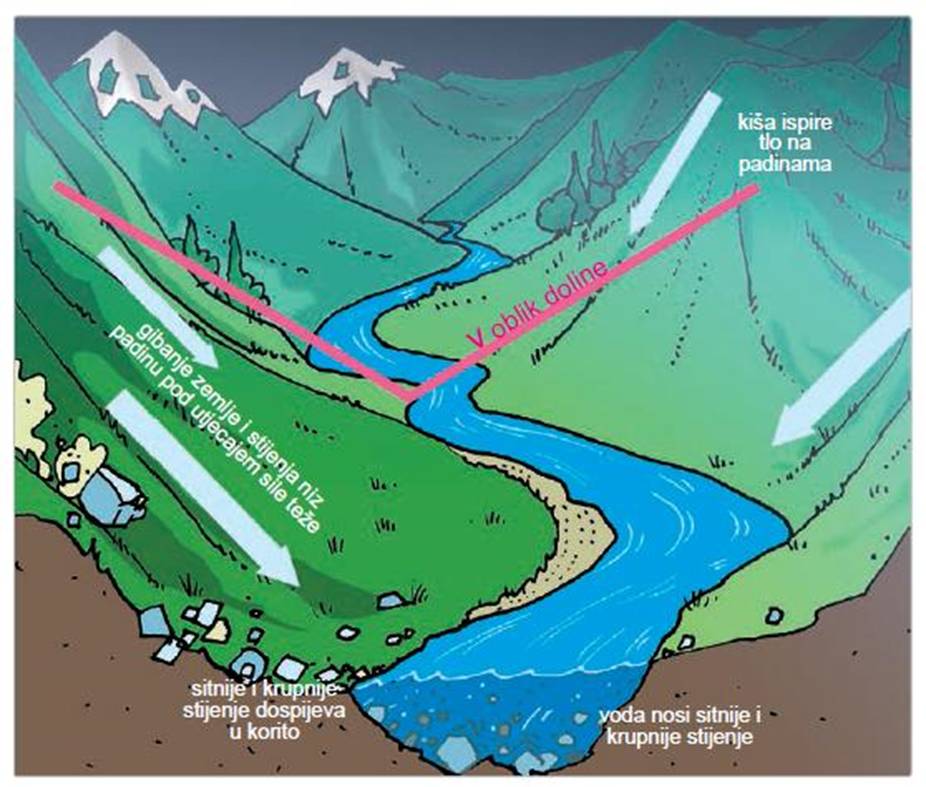 kiša ispire
tlo na
padinama
V oblik doline
gibanje zemlje i stijenja niz
padinu pod utjecajem sile teže
sitnije i krupnije
stijenje dospijeva
u korito
voda nosi sitnije i
krupnije stijenje